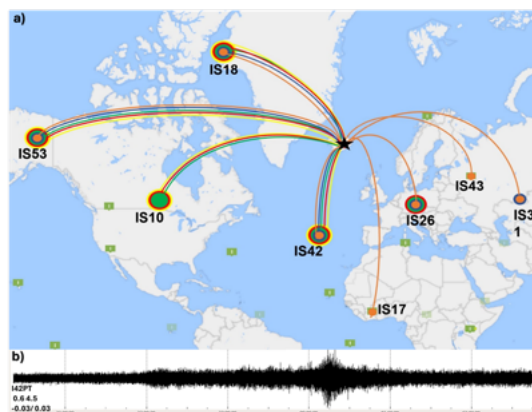 a)
IS18
IS53
IS10
IS42
IS26
IS43
IS3
1
IS17
b)
I42PT
0.6 4.5
-0.03/ 0.03